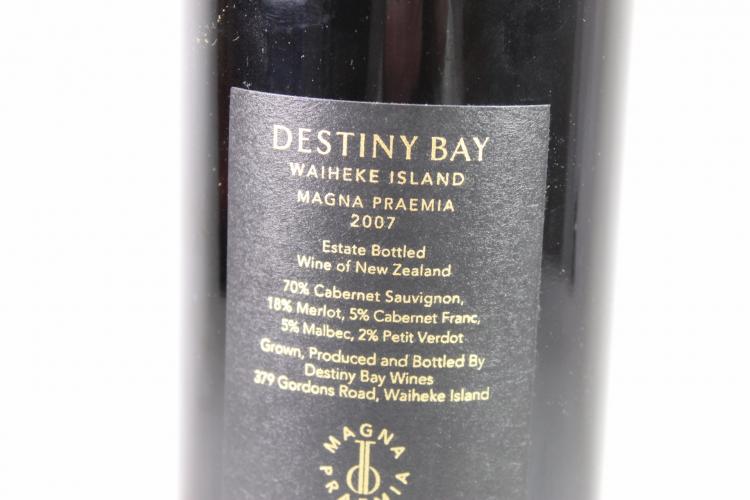 DESTINY BAY
WAIHEKE ISLAND
MAGNA PRAEMIA
2007
Estate Bottled
Wine of New Zealand
70% Cabernet Sauvignon,
18% Merlot, 5% Cabernet Franc,
5% Malbec, 2% Petit Verdot
Grown, Produced and Bottled By
Destiny Bay Wines
379 Gordons Road, Waiheke Island
MAGNA
PRAEMIA